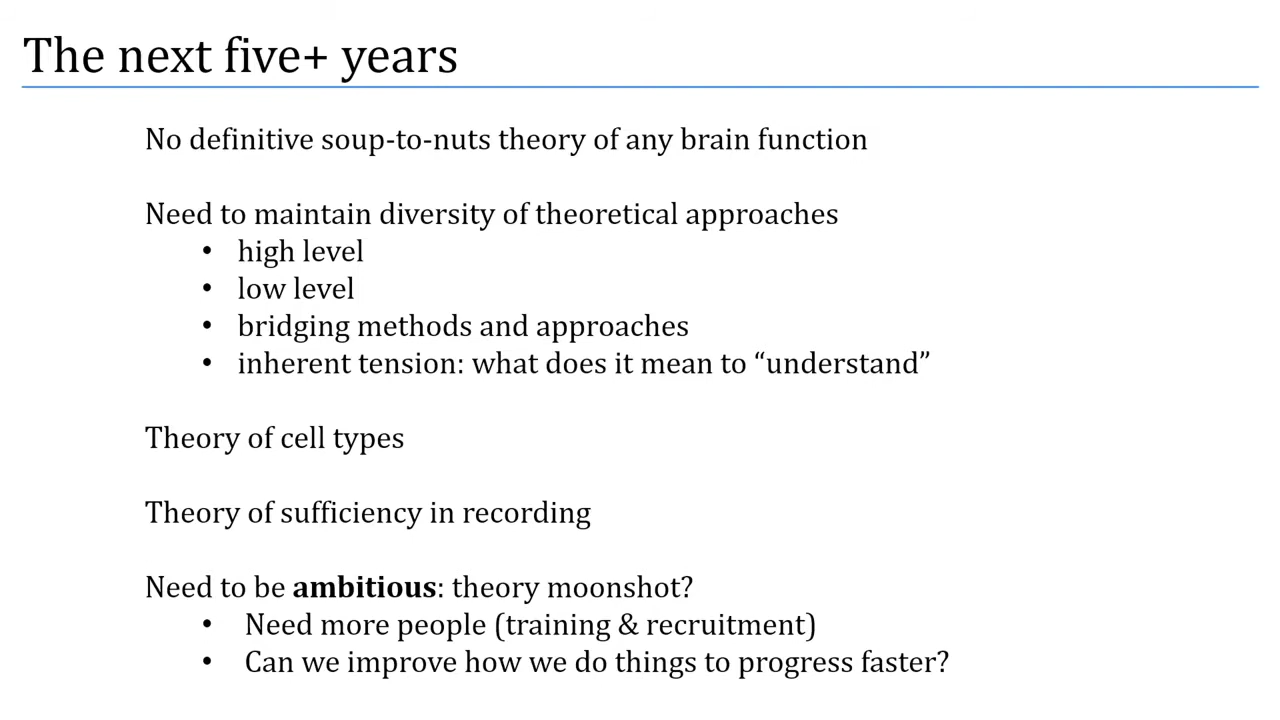 The next five+ years
No definitive soup-to-nuts theory of any brain function
Need to maintain diversity of theoretical approaches
• high level
• low level
• bridging methods and approaches
• inherent tension: what does it mean to “understand”
Theory of cell types
Theory of sufficiency in recording
Need to be ambitious: theory moonshot?
• Need more people (training & recruitment)
• Can we improve how we do things to progress faster?